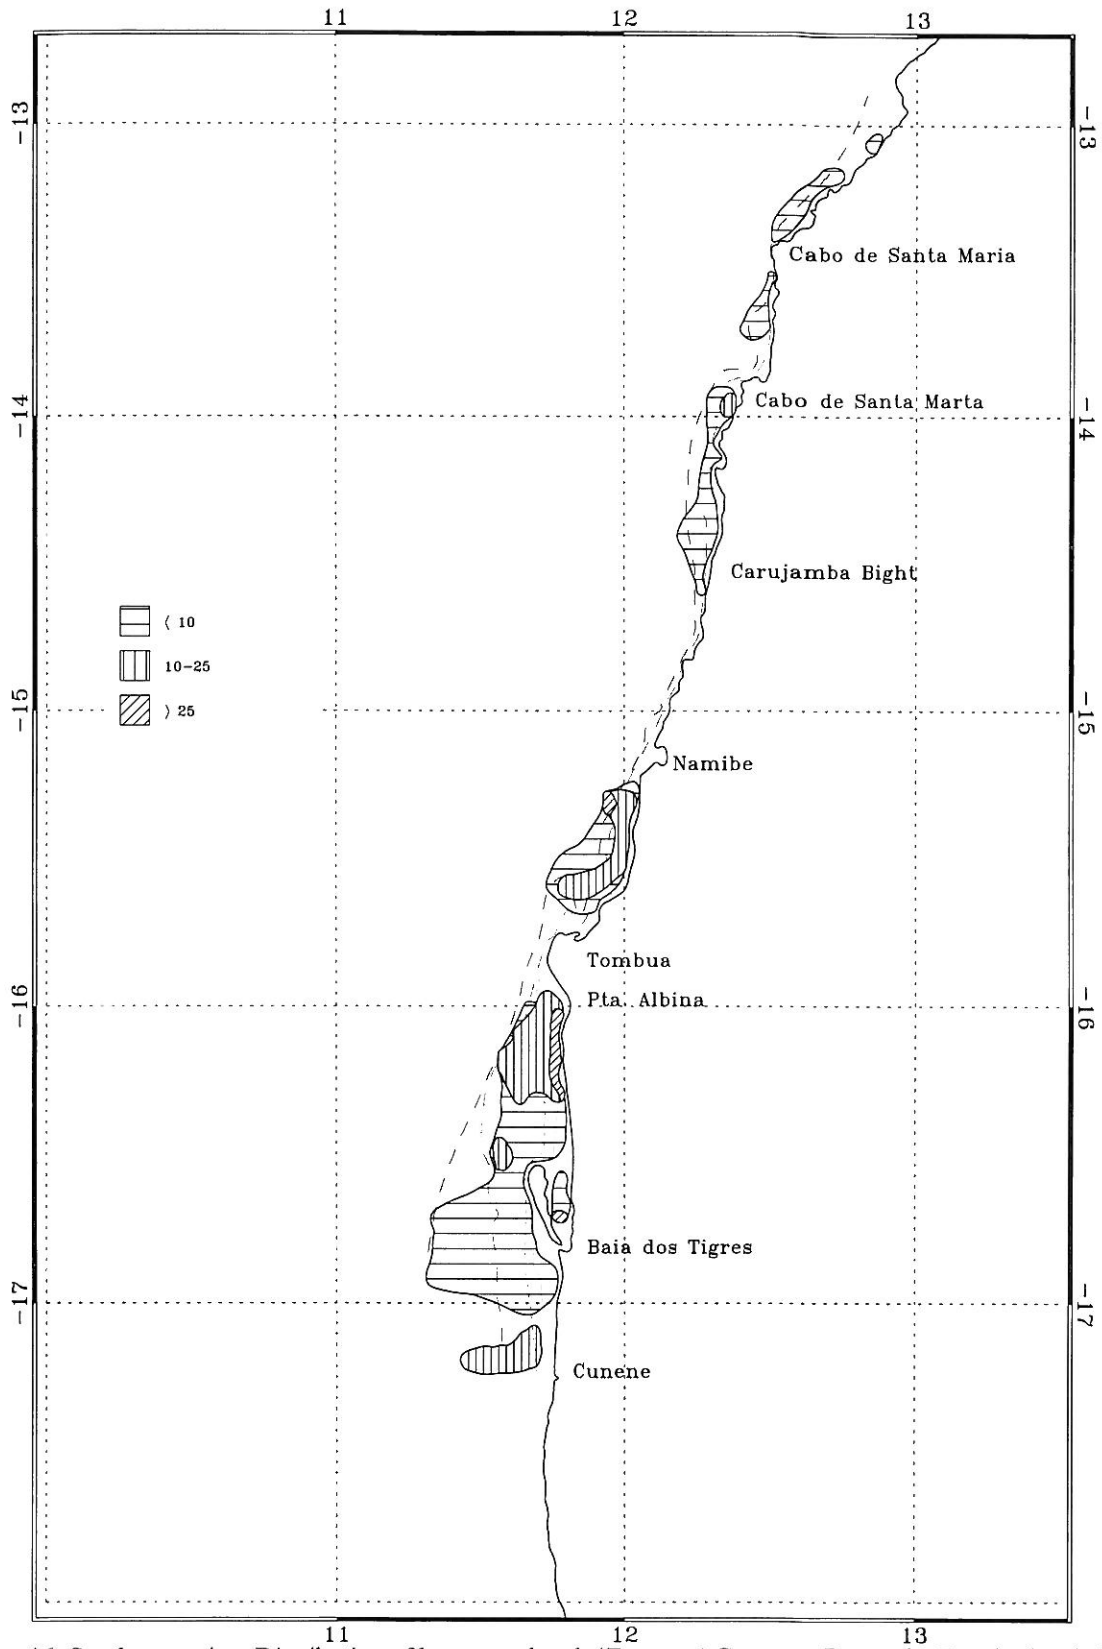 11 12 13
-13 -13
Cabo de Santa Maria
Cabo de Santa Marta
-14 -14
Carujamba Bight
< 10
10-25
> 25
-15 -15
Namibe
Tombua
Pta. Albina
-16 -16
Baia dos Tigres
-17 -17
Cunene
11 12 13